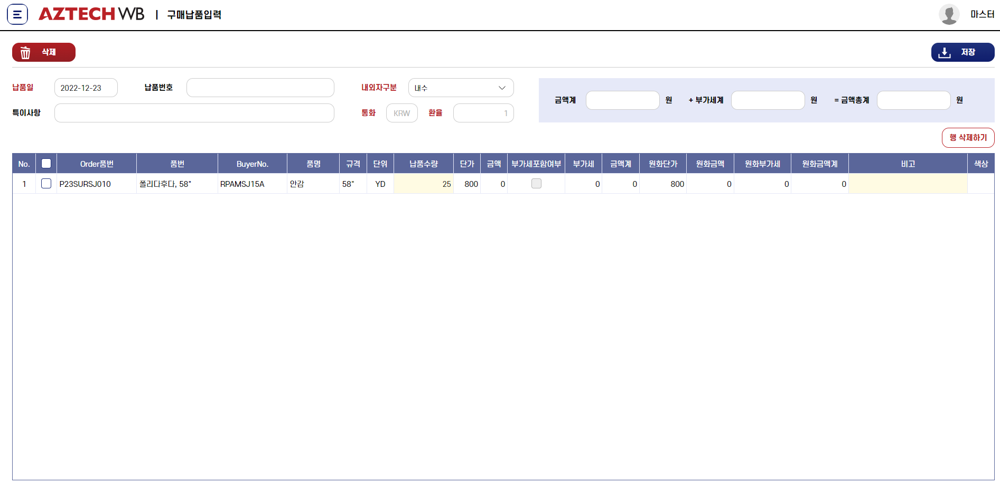 AZTECH WB | 구매납품입력 마스터
삭제 저장
납품일 2022-12-23 납품번호 내외자구분 내수
금액계 원 + 부가세계 원 = 금액총계 원
특이사항 통화 KRW 환율 1
행 삭제하기
No. Order품번 품번 BuyerNo. 품명 규격 단위 납품수량 단가 금액 부가세포함여부 부가세 금액계 원화단가 원화금액 원화부가세 원화금액계 비고 색상
1 P23SURSJ010 폴리다후다, 58" RPAMSJ15A 안감 58" YD 25 800 0 0 0 800 0 0 0